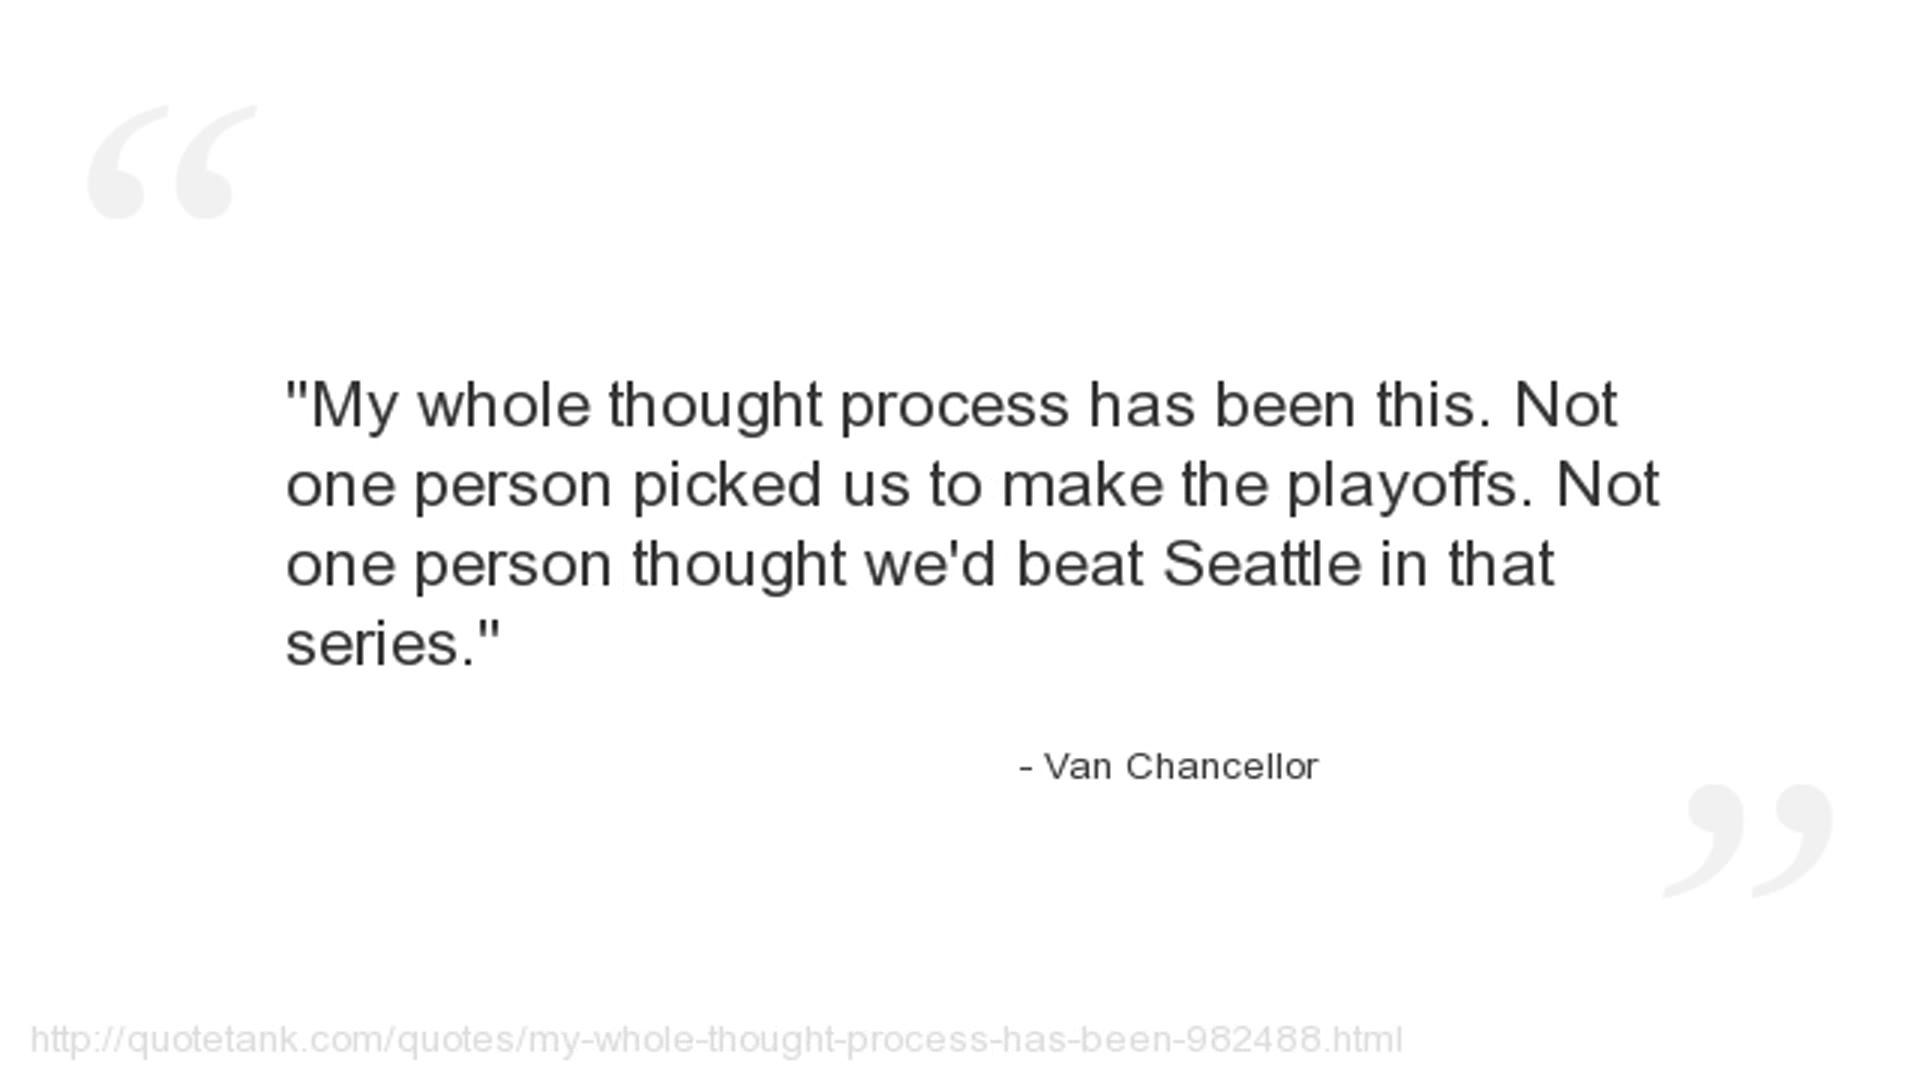 “
"My whole thought process has been this. Not
one person picked us to make the playoffs. Not
one person thought we'd beat Seattle in that
series."
- Van Chancellor
”
http://quotetank.com/quotes/my-whole-thought-process-has-been-982488.html